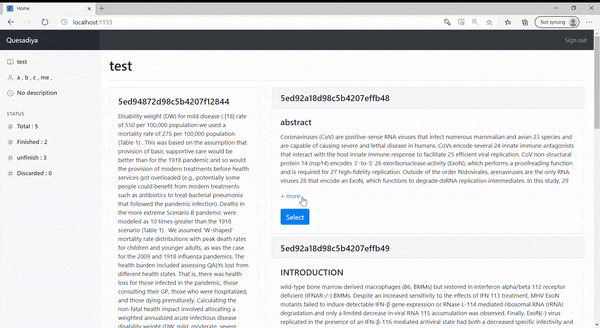 Home
localhost:1133
Not syncing
Quesadiya
Sign out
test
a , b , c , me ,
No description
STATUS
Total : 5
Finished : 2
unfinish : 3
Discarded : 0
test
5ed94872d98c5b4207f12844
Disability weight (DW) for mild disease ( [18] rate
of 550 per 100,000 population we used a
mortality rate of 275 per 100,000 population
(Table 1) . This was based on the assumption that
provision of basic supportive care would be
better than for the 1918 pandemic and so would
the provision of modern treatments before health
services got overloaded (e.g., potentially some
people could benefit from modern treatments
such as antibiotics to treat bacterial pneumonia
that followed the pandemic infection). Deaths in
the more extreme Scenario B pandemic were
modeled as 10 times greater than the 1918
scenario (Table 1) . We assumed 'W-shaped'
mortality rate distributions with peak death rates
for children and younger adults, as was the case
for the 2009 and 1918 influenza pandemics. The
health burden included assessing QALYs lost from
different health states. That is, there was health
loss for those infected in the pandemic, those
consulting their GP, those who were hospitalized,
and those dying prematurely. Calculating the
non-fatal health impact involved allocating a
weighted annualized acute infectious disease
disability weight (DW: mild, moderate, severe
5ed92a18d98c5b4207effb48
abstract
Coronaviruses (CoV) are positive-sense RNA viruses that infect numerous mammalian and avian 23 species and
are capable of causing severe and lethal disease in humans. CoVs encode several 24 innate immune antagonists
that interact with the host innate immune response to facilitate 25 efficient viral replication. CoV non-structural
protein 14 (nsp14) encodes 3'-to-5' 26 exoribonuclease activity (ExoN), which performs a proofreading function
and is required for 27 high-fidelity replication. Outside of the order Nidovirales, arenaviruses are the only RNA
viruses 28 that encode an ExoN, which functions to degrade dsRNA replication intermediates. In this study, 29
+ more
Select
5ed92a18d98c5b4207effb49
INTRODUCTION
wild-type bone marrow derived macrophages (B6, BMMs) but restored in interferon alpha/beta 112 receptor
deficient (IFNAR-/-) BMMs. Despite an increased sensitivity to the effects of IFN 113 treatment, MHV ExoN
mutants failed to induce detectable IFN-β gene expression or RNase L-114 mediated ribosomal RNA (rRNA)
degradation and only a limited decrease in viral RNA 115 accumulation was observed. Finally, ExoN(-) virus
replicated in the presence of an IFN-β-116 mediated antiviral state had a decreased specific infectivity and